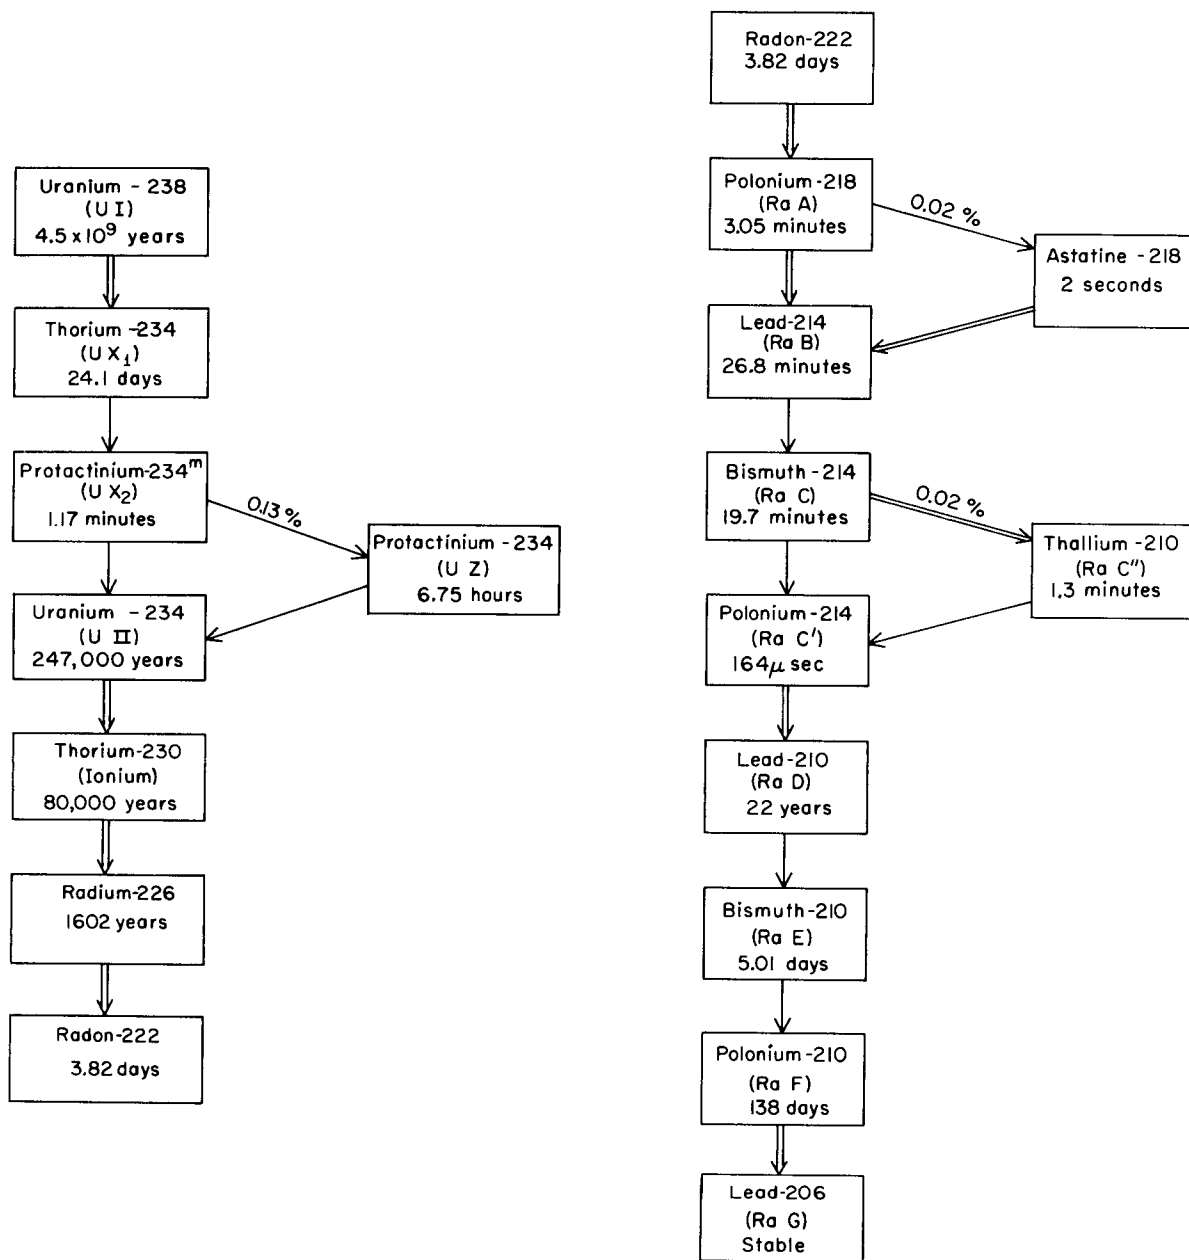 Uranium - 238
(U I)
4.5 x 10⁹ years
Thorium -234
(U X₁)
24.1 days
Protactinium-234ᵐ
(U X₂)
1.17 minutes
0.13 %
Protactinium - 234
(U Z)
6.75 hours
Uranium - 234
(U II)
247,000 years
Thorium-230
(Ionium)
80,000 years
Radium-226
1602 years
Radon-222
3.82 days
Radon-222
3.82 days
Polonium -218
(Ra A)
3.05 minutes
0.02 %
Astatine -218
2 seconds
Lead-214
(Ra B)
26.8 minutes
Bismuth -214
(Ra C)
19.7 minutes
0.02 %
Thallium -210
(Ra C")
1.3 minutes
Polonium -214
(Ra C')
164μ sec
Lead-210
(Ra D)
22 years
Bismuth-210
(Ra E)
5.01 days
Polonium -210
(Ra F)
138 days
Lead-206
(Ra G)
Stable